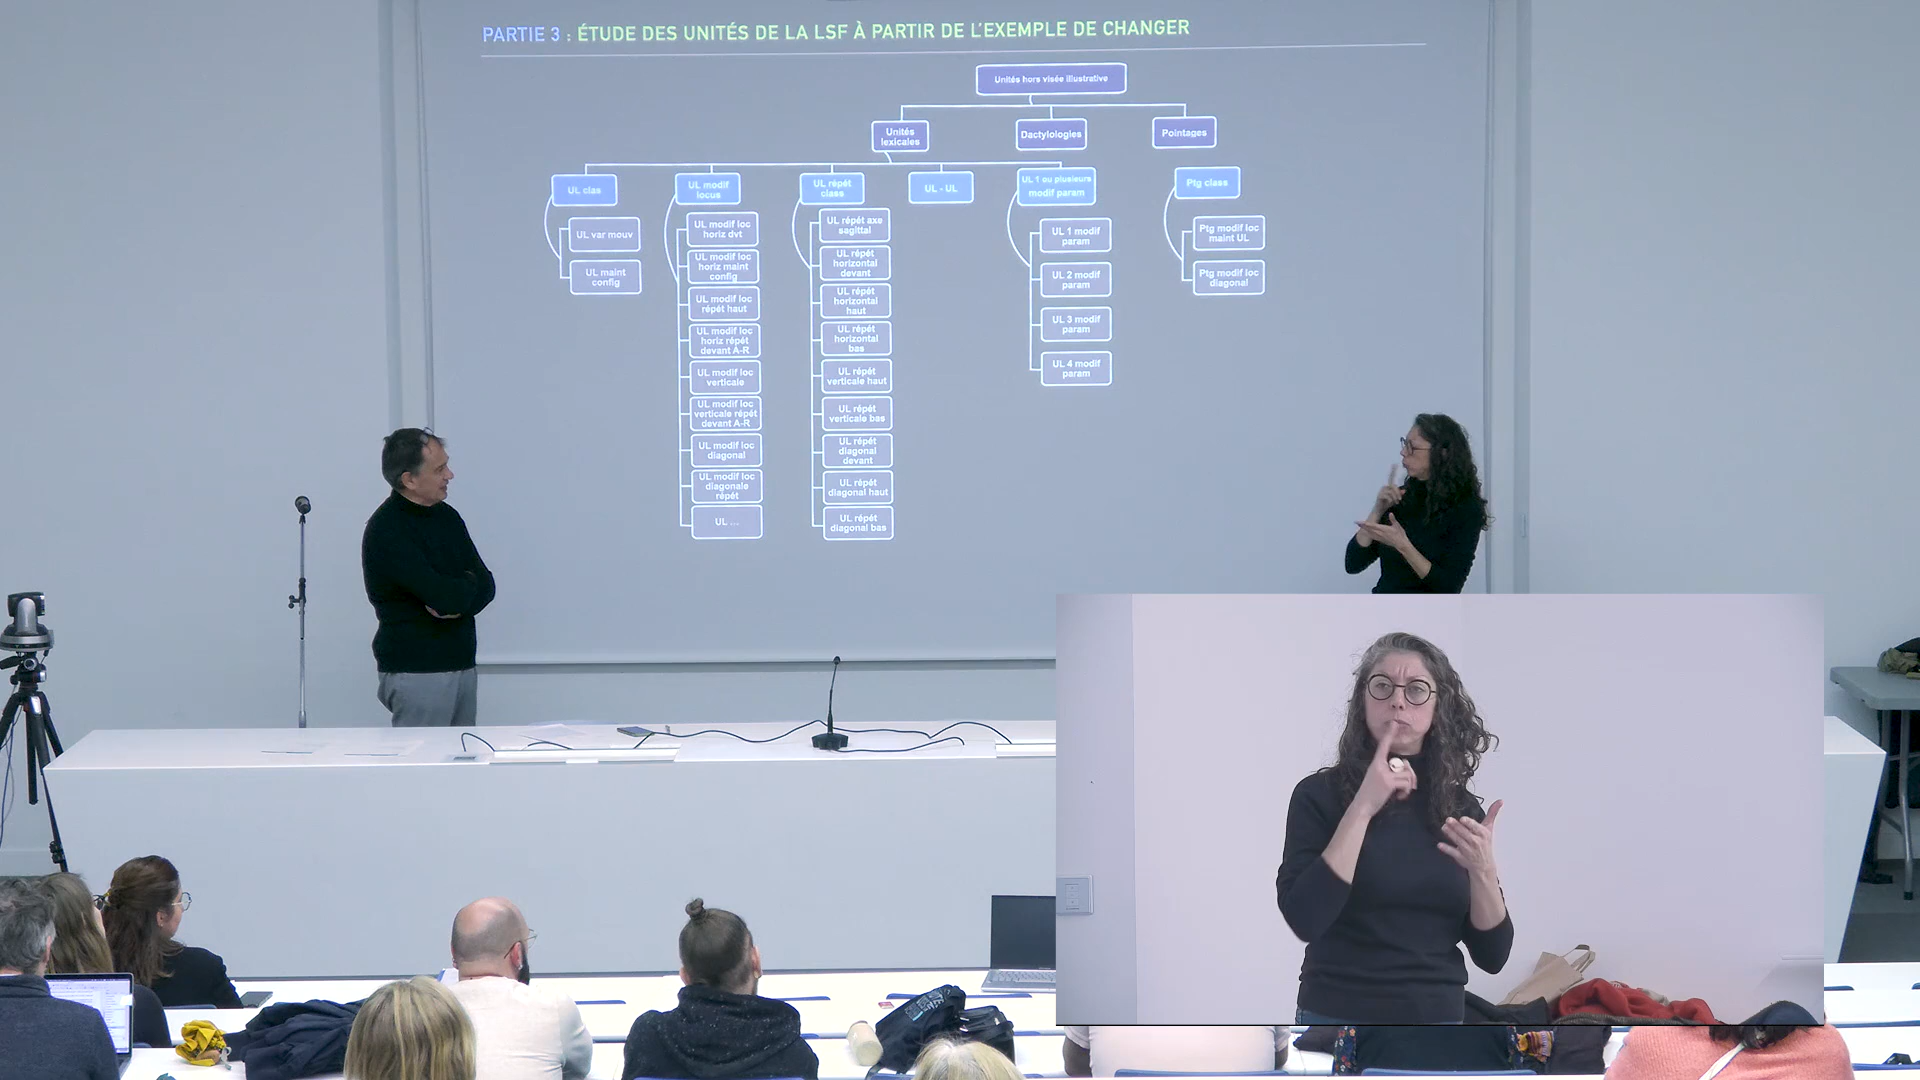 PARTIE 3 : ÉTUDE DES UNITÉS DE LA LSF À PARTIR DE L'EXEMPLE DE CHANGER
Unités hors visée illustrative
Unités
lexicales
Dactylologies
Pointages
UL clas
UL var mouv
UL maint
config
UL modif
locus
UL modif loc
horiz dvt
UL modif loc
horiz maint
config
UL modif loc
répét haut
UL modif loc
horiz répét
devant A-R
UL modif loc
verticale
UL modif loc
verticale répét
devant A-R
UL modif loc
diagonal
UL modif loc
diagonale
répét
UL ...
UL répét
class
UL répét axe
sagittal
UL répét
horizontal
devant
UL répét
horizontal
haut
UL répét
horizontal
bas
UL répét
verticale haut
UL répét
verticale bas
UL répét
diagonal
devant
UL répét
diagonal haut
UL répét
diagonal bas
UL - UL
UL 1 ou plusieurs
modif param
UL 1 modif
param
UL 2 modif
param
UL 3 modif
param
UL 4 modif
param
Ptg class
Ptg modif loc
maint UL
Ptg modif loc
diagonal